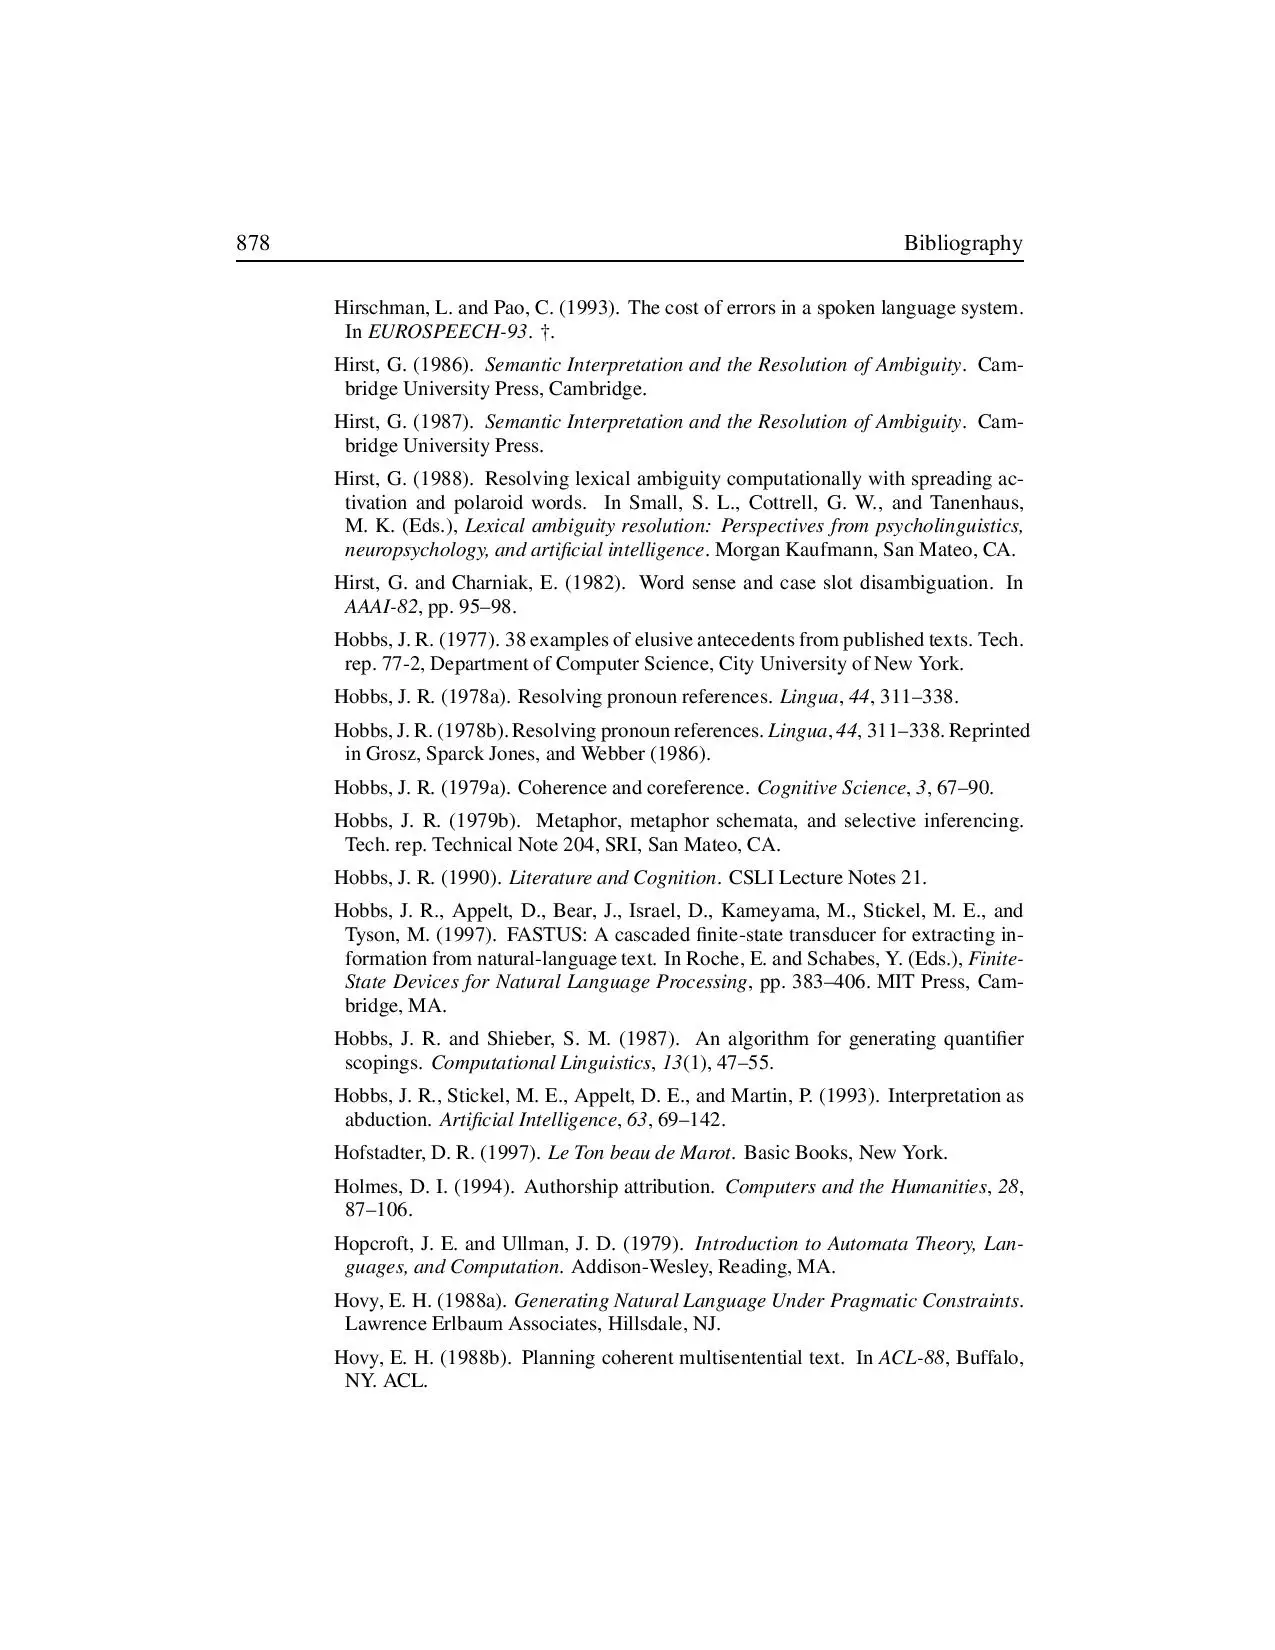 878 Bibliography
Hirschman, L. and Pao, C. (1993). The cost of errors in a spoken language system.
In EUROSPEECH-93. †.
Hirst, G. (1986). Semantic Interpretation and the Resolution of Ambiguity. Cam-
bridge University Press, Cambridge.
Hirst, G. (1987). Semantic Interpretation and the Resolution of Ambiguity. Cam-
bridge University Press.
Hirst, G. (1988). Resolving lexical ambiguity computationally with spreading ac-
tivation and polaroid words. In Small, S. L., Cottrell, G. W., and Tanenhaus,
M. K. (Eds.), Lexical ambiguity resolution: Perspectives from psycholinguistics,
neuropsychology, and artificial intelligence. Morgan Kaufmann, San Mateo, CA.
Hirst, G. and Charniak, E. (1982). Word sense and case slot disambiguation. In
AAAI-82, pp. 95–98.
Hobbs, J. R. (1977). 38 examples of elusive antecedents from published texts. Tech.
rep. 77-2, Department of Computer Science, City University of New York.
Hobbs, J. R. (1978a). Resolving pronoun references. Lingua, 44, 311–338.
Hobbs, J. R. (1978b). Resolving pronoun references. Lingua, 44, 311–338. Reprinted
in Grosz, Sparck Jones, and Webber (1986).
Hobbs, J. R. (1979a). Coherence and coreference. Cognitive Science, 3, 67–90.
Hobbs, J. R. (1979b). Metaphor, metaphor schemata, and selective inferencing.
Tech. rep. Technical Note 204, SRI, San Mateo, CA.
Hobbs, J. R. (1990). Literature and Cognition. CSLI Lecture Notes 21.
Hobbs, J. R., Appelt, D., Bear, J., Israel, D., Kameyama, M., Stickel, M. E., and
Tyson, M. (1997). FASTUS: A cascaded finite-state transducer for extracting in-
formation from natural-language text. In Roche, E. and Schabes, Y. (Eds.), Finite-
State Devices for Natural Language Processing, pp. 383–406. MIT Press, Cam-
bridge, MA.
Hobbs, J. R. and Shieber, S. M. (1987). An algorithm for generating quantifier
scopings. Computational Linguistics, 13(1), 47–55.
Hobbs, J. R., Stickel, M. E., Appelt, D. E., and Martin, P. (1993). Interpretation as
abduction. Artificial Intelligence, 63, 69–142.
Hofstadter, D. R. (1997). Le Ton beau de Marot. Basic Books, New York.
Holmes, D. I. (1994). Authorship attribution. Computers and the Humanities, 28,
87–106.
Hopcroft, J. E. and Ullman, J. D. (1979). Introduction to Automata Theory, Lan-
guages, and Computation. Addison-Wesley, Reading, MA.
Hovy, E. H. (1988a). Generating Natural Language Under Pragmatic Constraints.
Lawrence Erlbaum Associates, Hillsdale, NJ.
Hovy, E. H. (1988b). Planning coherent multisentential text. In ACL-88, Buffalo,
NY. ACL.